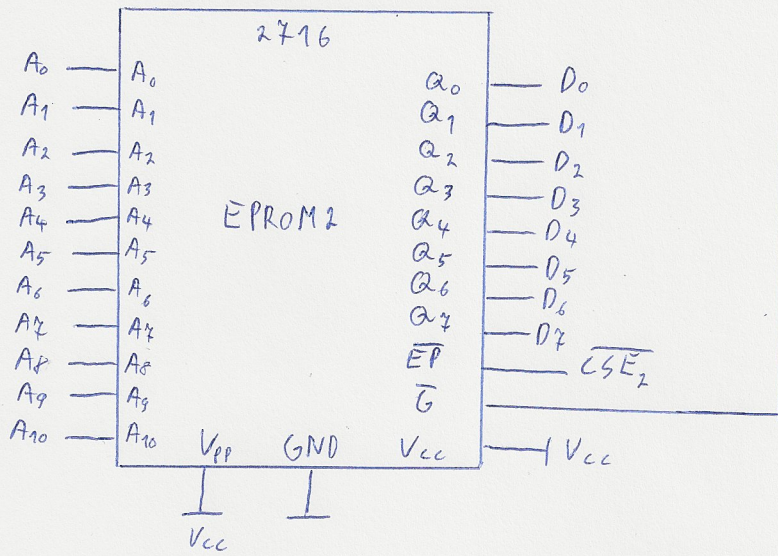 2716
A₀ A₀ Q₀ D₀
A₁ A₁ Q₁ D₁
A₂ A₂ Q₂ D₂
A₃ A₃ Q₃ D₃
A₄ A₄ EPROM2 Q₄ D₄
A₅ A₅ Q₅ D₅
A₆ A₆ Q₆ D₆
A₇ A₇ Q₇ D₇
A₈ A₈ E̅P̅ C̅S̅E̅₂
A₉ A₉ G̅
A₁₀ A₁₀ Vpp GND Vcc Vcc
Vcc